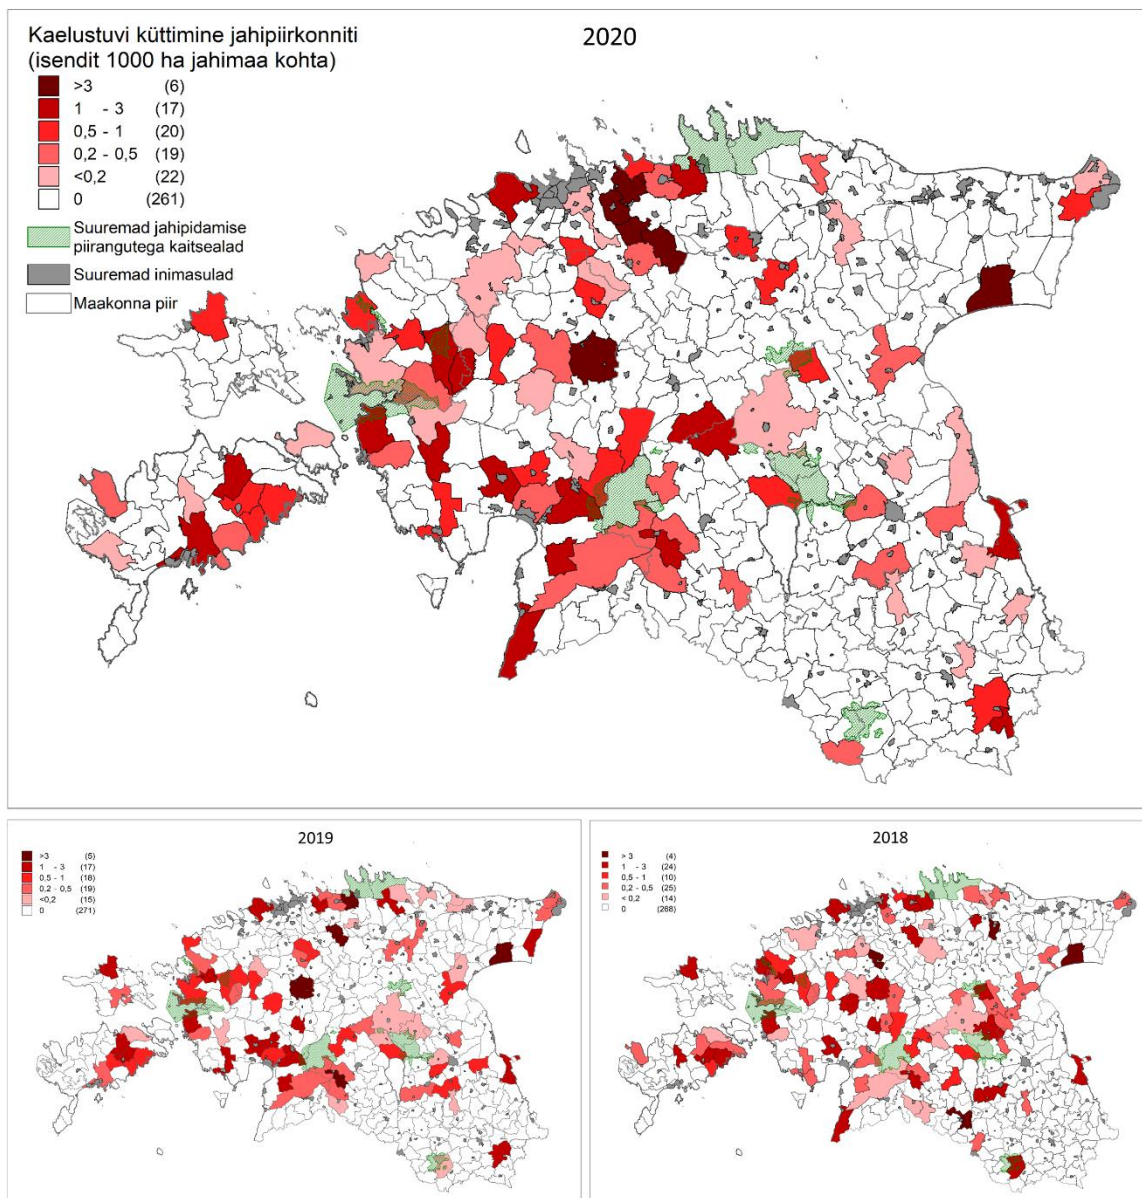 Kaelustuvi küttimine jahipiirkonniti
(isendit 1000 ha jahimaa kohta)
2020
>3 (6)
1 - 3 (17)
0,5 - 1 (20)
0,2 - 0,5 (19)
<0,2 (22)
0 (261)
Suuremad jahipidamise
piirangutega kaitsealad
Suuremad inimasulad
Maakonna piir
2019
>3 (5)
1 - 3 (17)
0,5 - 1 (18)
0,2 - 0,5 (19)
<0,2 (15)
0 (271)
2018
> 3 (4)
1 - 3 (24)
0,5 - 1 (10)
0,2 - 0,5 (25)
< 0,2 (14)
0 (268)